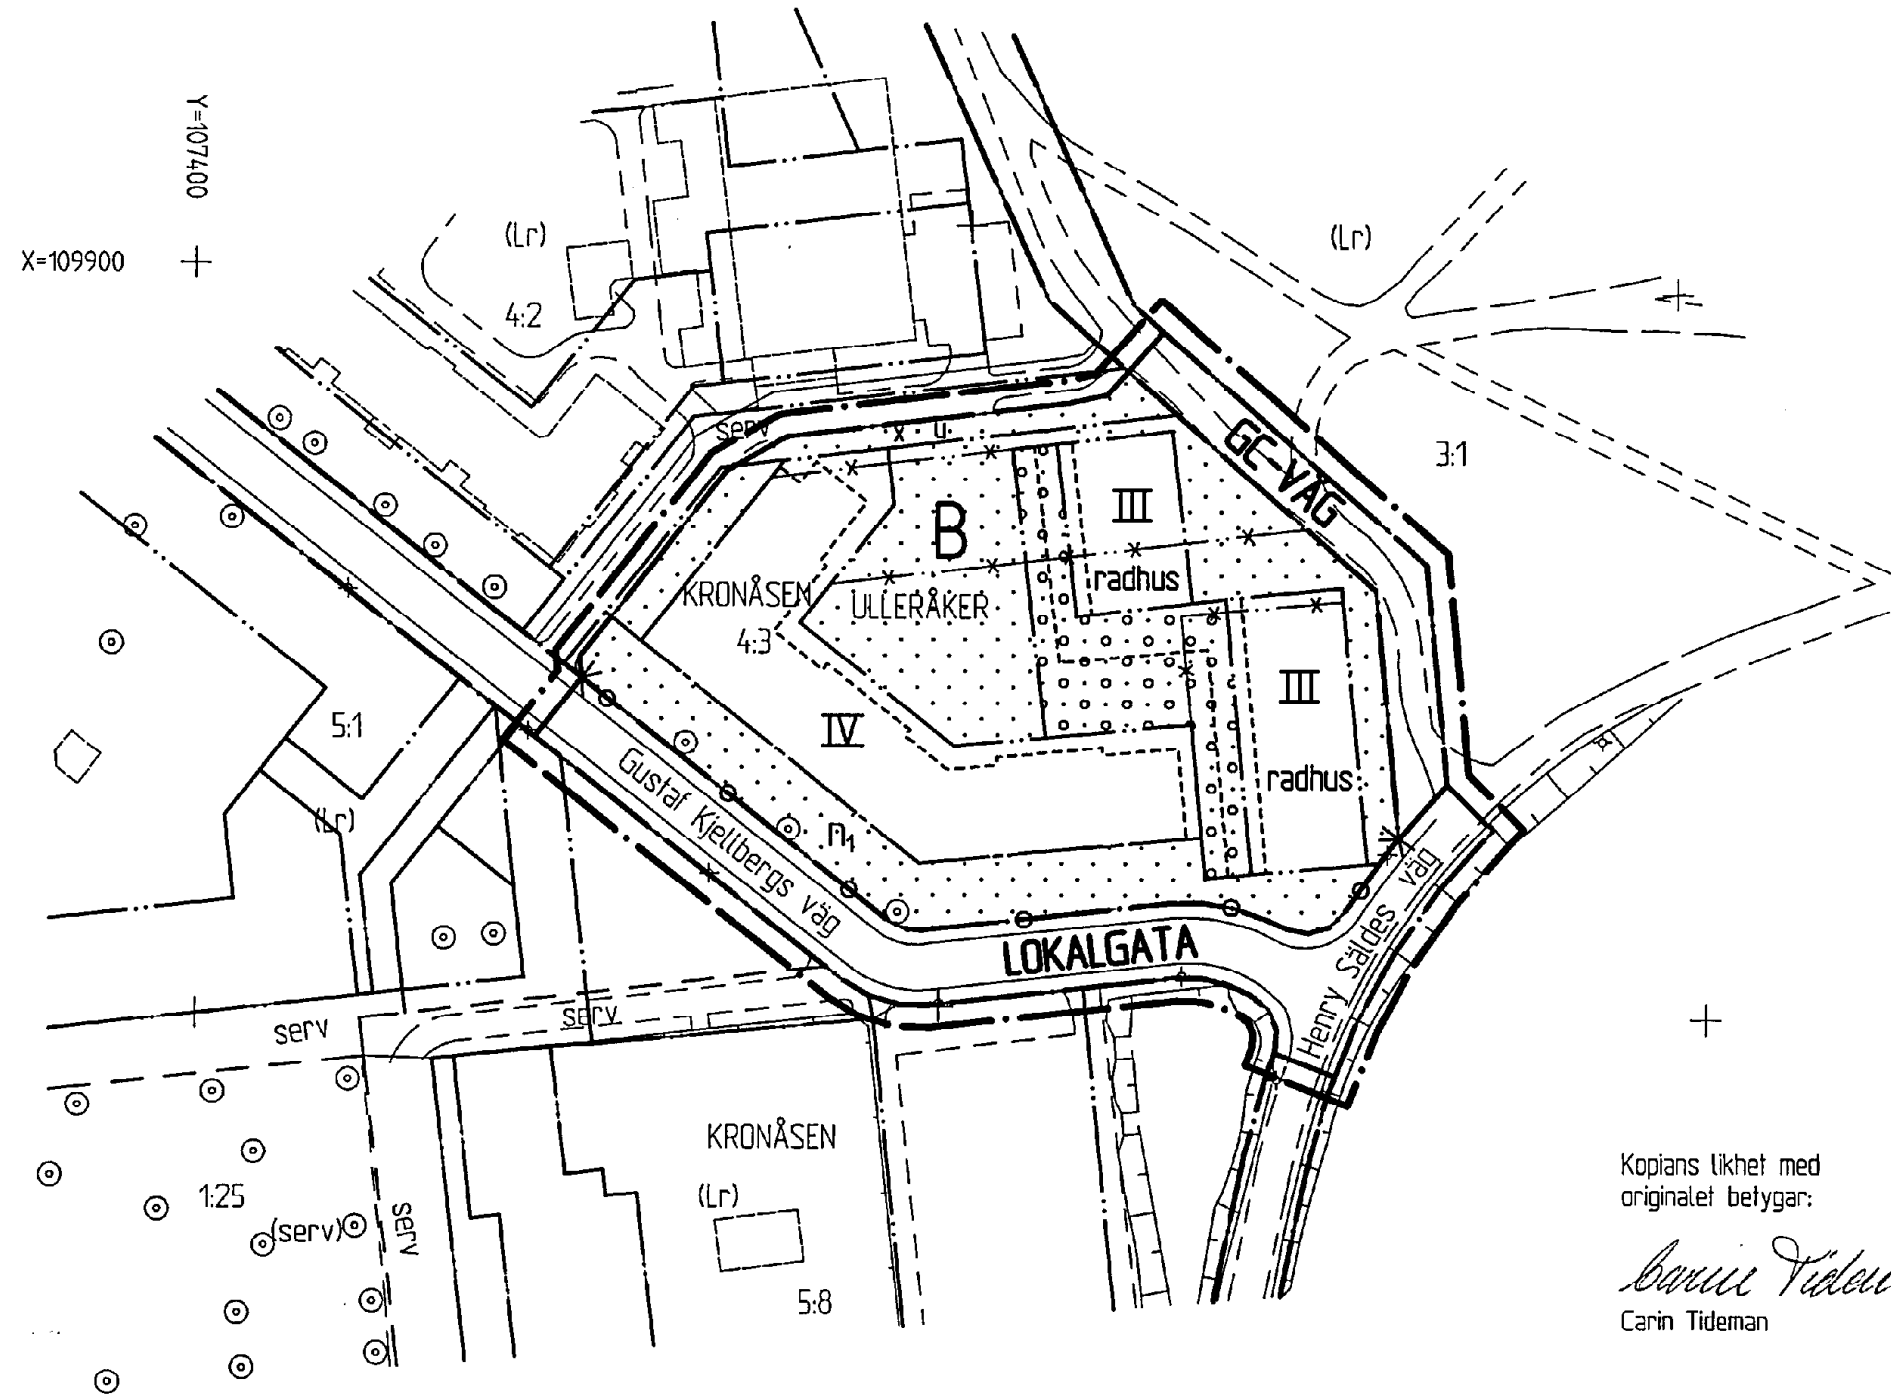 Y=107400
X=109900
(Lr)
4:2
(Lr)
3:1
serv
x u
GC-VÄG
B
III
radhus
KRONÅSEN
4:3
ULLERÅKER
III
radhus
IV
n1
5:1
(Lr)
Gustaf Kjellbergs väg
LOKALGATA
Henry Säldes väg
serv
serv
serv
1:25
(serv)
KRONÅSEN
(Lr)
5:8
Kopians likhet med
originalet betygar:
Carin Tideman